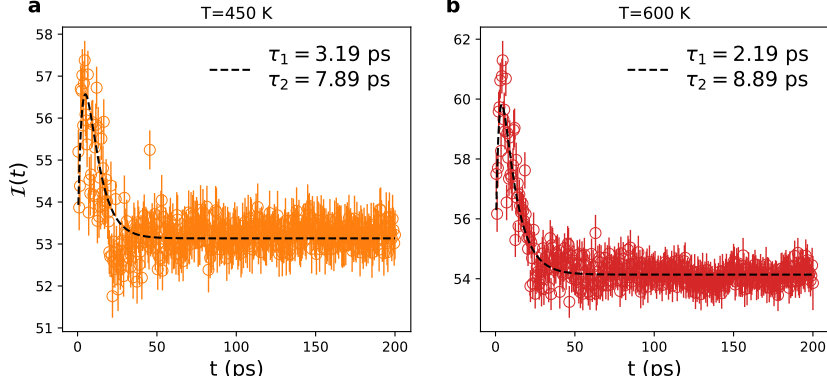 a
T=450 K
τ₁ = 3.19 ps
τ₂ = 7.89 ps
58
57
56
55
54
53
52
51
ℐ(t)
0
50
100
150
200
t (ps)
b
T=600 K
τ₁ = 2.19 ps
τ₂ = 8.89 ps
62
60
58
56
54
0
50
100
150
200
t (ps)